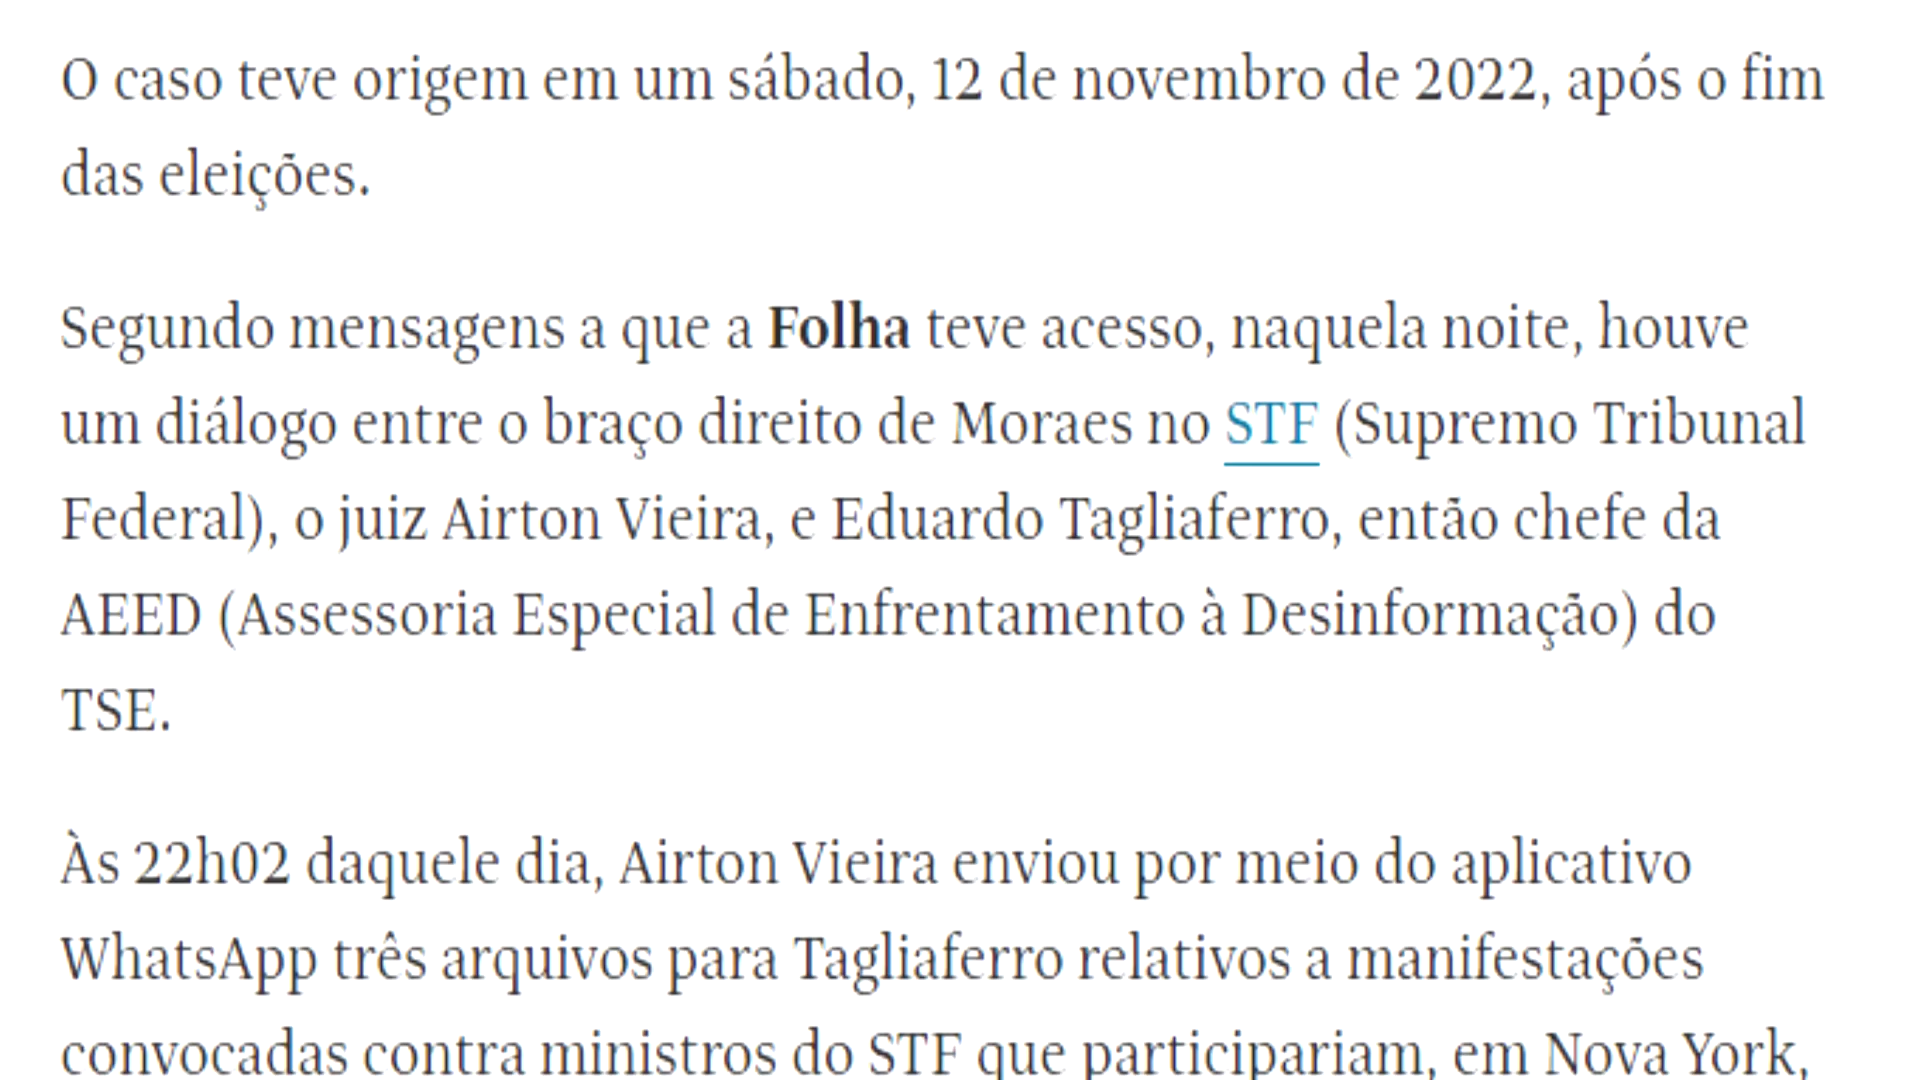 O caso teve origem em um sábado, 12 de novembro de 2022, após o fim
das eleições.
Segundo mensagens a que a Folha teve acesso, naquela noite, houve
um diálogo entre o braço direito de Moraes no STF (Supremo Tribunal
Federal), o juiz Airton Vieira, e Eduardo Tagliaferro, então chefe da
AEED (Assessoria Especial de Enfrentamento à Desinformação) do
TSE.
Às 22h02 daquele dia, Airton Vieira enviou por meio do aplicativo
WhatsApp três arquivos para Tagliaferro relativos a manifestações
convocadas contra ministros do STF que participariam, em Nova York,